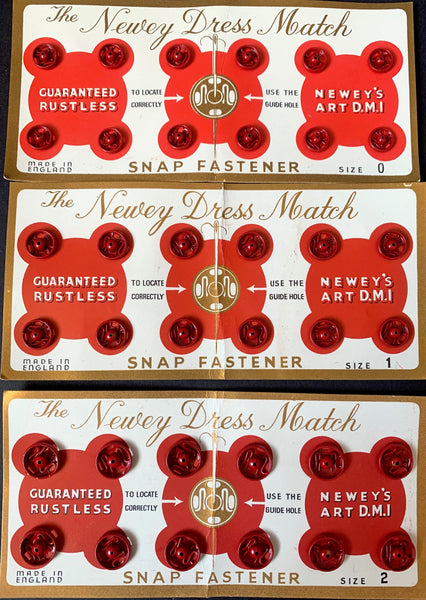 The Newey Dress Match
GUARANTEED RUSTLESS
TO LOCATE CORRECTLY
USE THE GUIDE HOLE
NEWEY'S ART D.M.I
MADE IN ENGLAND
SNAP FASTENER
SIZE 0
The Newey Dress Match
GUARANTEED RUSTLESS
TO LOCATE CORRECTLY
USE THE GUIDE HOLE
NEWEY'S ART D.M.I
MADE IN ENGLAND
SNAP FASTENER
SIZE 1
The Newey Dress Match
GUARANTEED RUSTLESS
TO LOCATE CORRECTLY
USE THE GUIDE HOLE
NEWEY'S ART D.M.I
MADE IN ENGLAND
SNAP FASTENER
SIZE 2